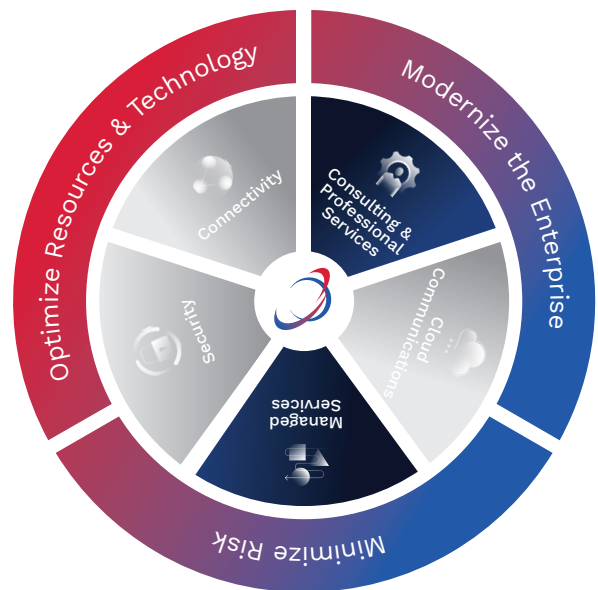 Optimize Resources & Technology
Modernize the Enterprise
Minimize Risk
Connectivity
Consulting &
Professional
Services
Cloud
Communications
Managed
Services
Security